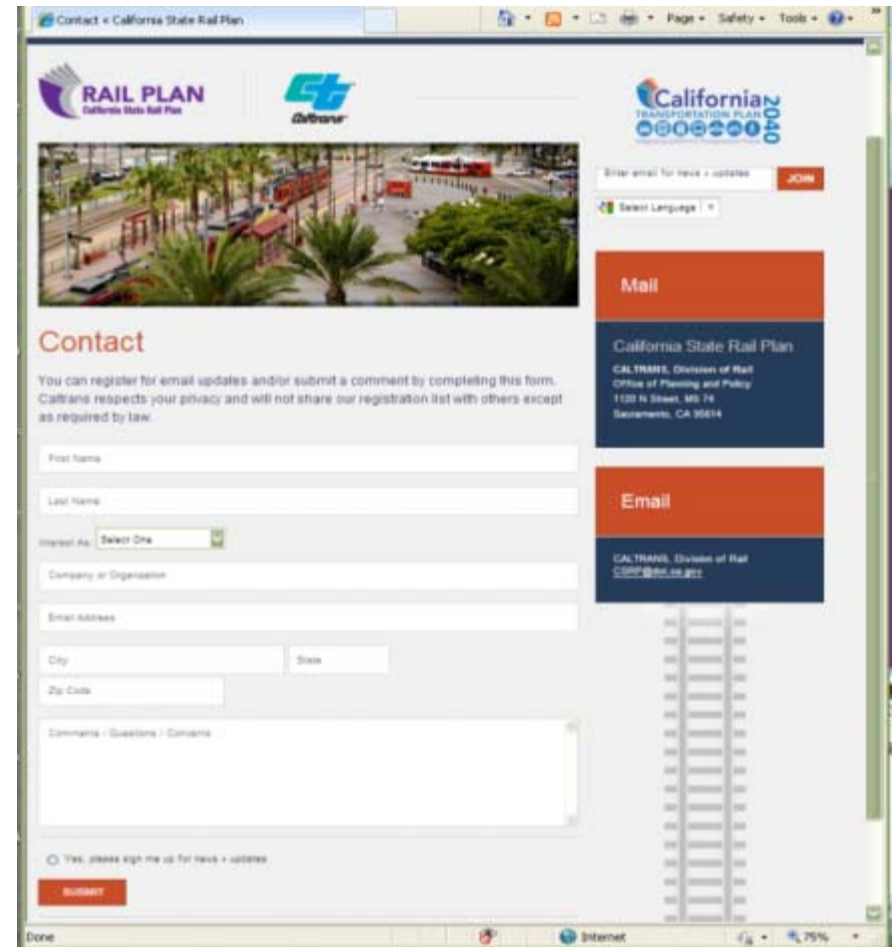 Contact « California State Rail Plan
Page
Safety
Tools
RAIL PLAN
California State Rail Plan
Caltrans
California
TRANSPORTATION PLAN
2040
Enter email for news + updates
JOIN
Select Language
Contact
You can register for email updates and/or submit a comment by completing this form.
Caltrans respects your privacy and will not share our registration list with others except
as required by law.
First Name
Last Name
Interest As: Select One
Company or Organization
Email Address
City
State
Zip Code
Comments / Questions / Concerns
Yes, please sign me up for news + updates
SUBMIT
Mail
California State Rail Plan
CALTRANS, Division of Rail
Office of Planning and Policy
1120 N Street, MS 74
Sacramento, CA 95814
Email
CALTRANS, Division of Rail
CSRP@dot.ca.gov
Done
Internet
75%